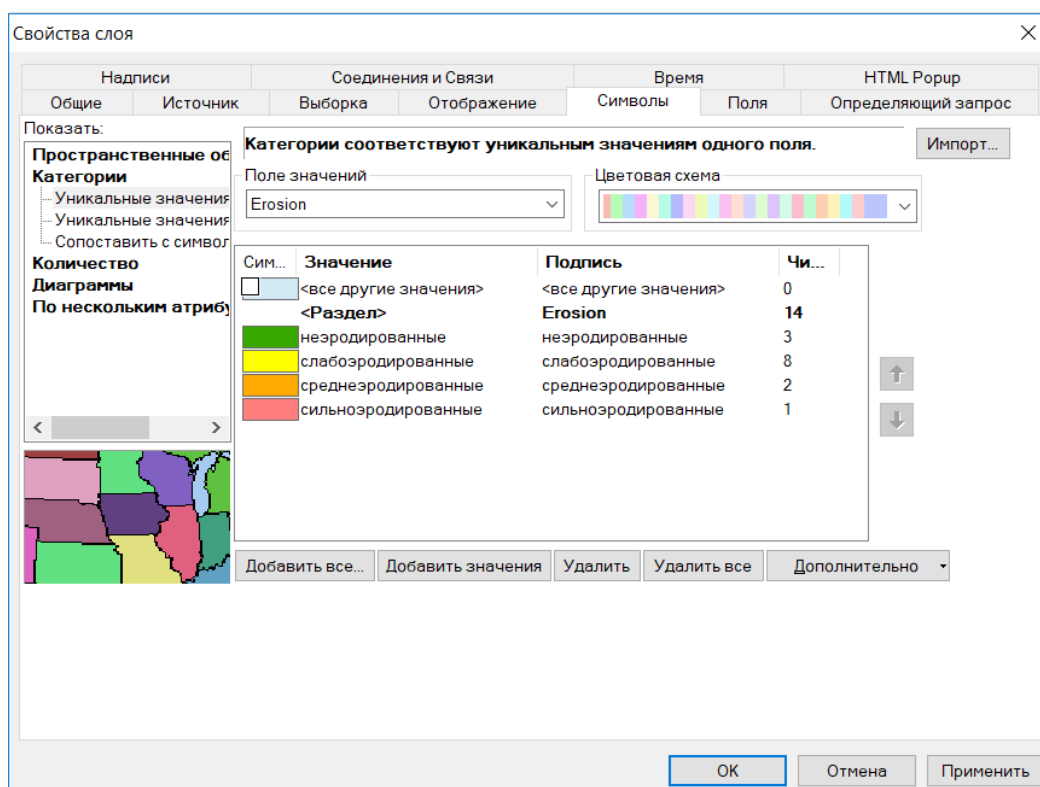 Свойства слоя
Надписи Соединения и Связи Время HTML Popup
Общие Источник Выборка Отображение Символы Поля Определяющий запрос
Показать:
Пространственные об
Категории
Уникальные значения
Уникальные значения
Сопоставить с символ
Количество
Диаграммы
По нескольким атрибу
Категории соответствуют уникальным значениям одного поля.
Импорт...
Поле значений
Erosion
Цветовая схема
Сим... Значение Подпись Чи...
<все другие значения> <все другие значения> 0
<Раздел> Erosion 14
неэродированные неэродированные 3
слабоэродированные слабоэродированные 8
среднеэродированные среднеэродированные 2
сильноэродированные сильноэродированные 1
Добавить все... Добавить значения Удалить Удалить все Дополнительно
OK Отмена Применить